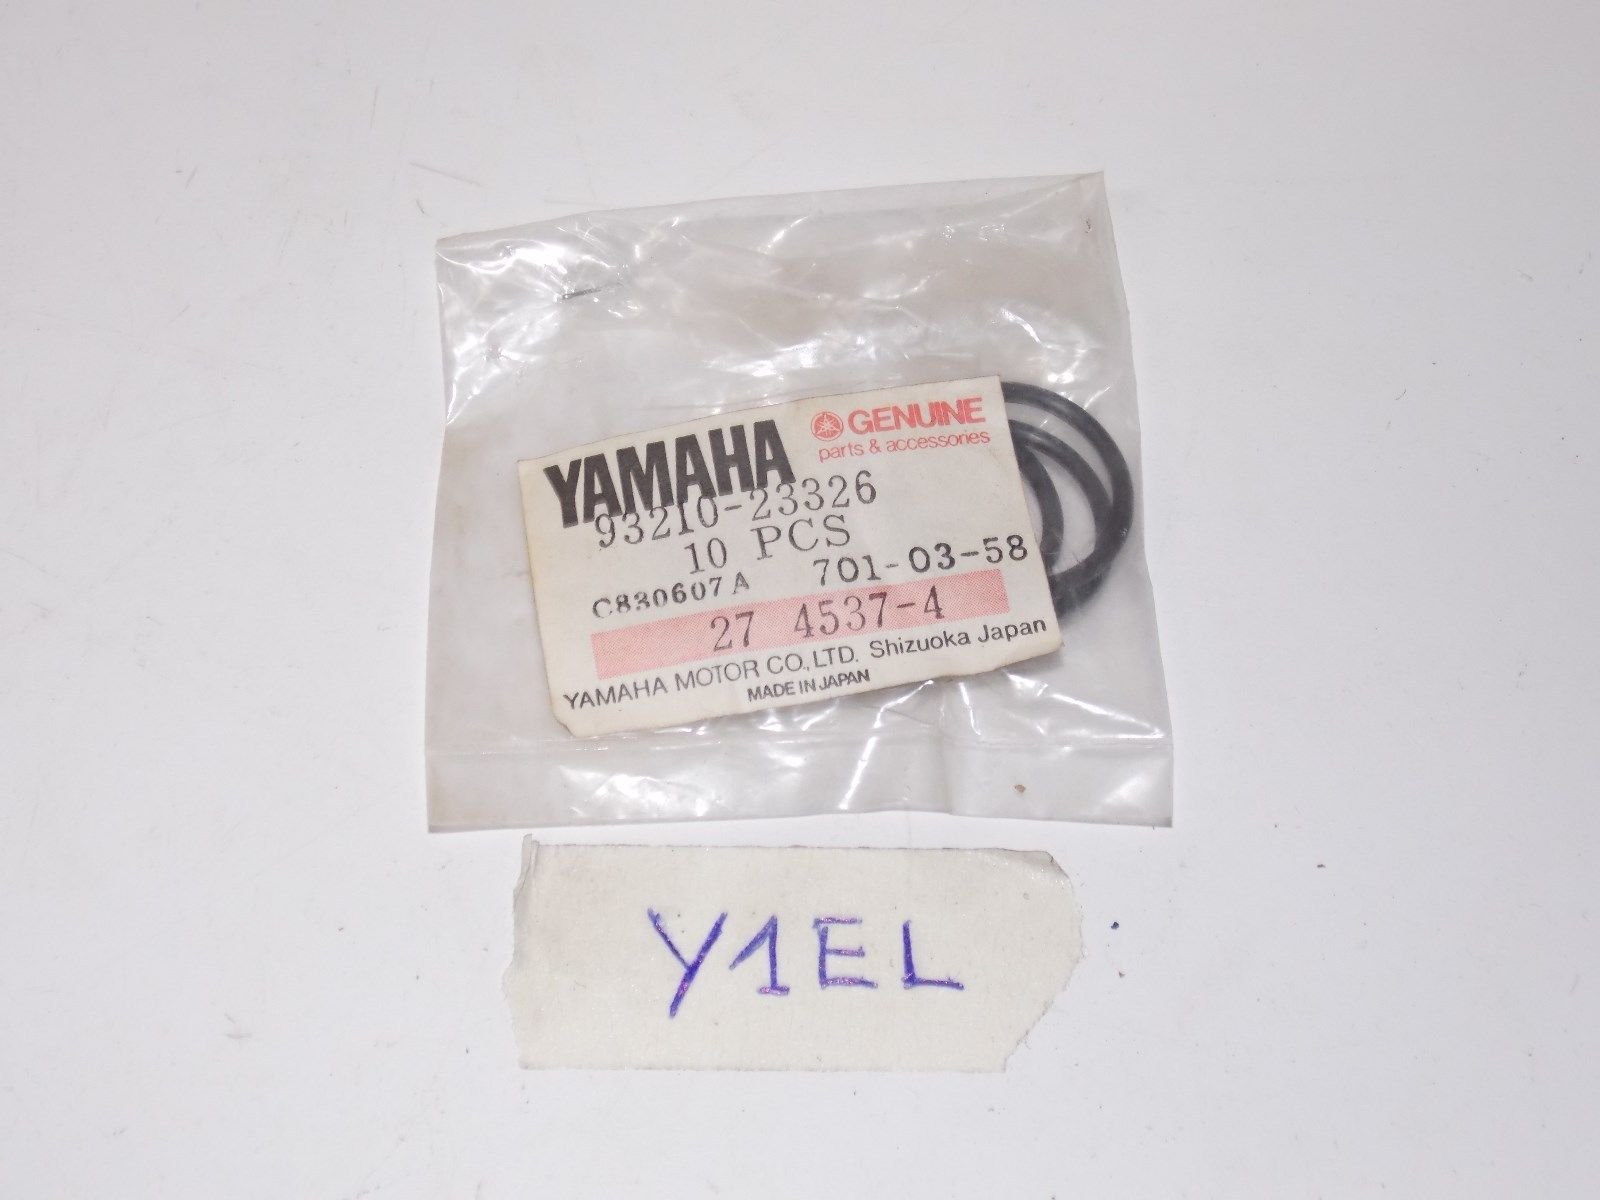 YAMAHA
GENUINE
parts & accessories
93210-23326
10 PCS
C830607A 701-03-58
27 4537-4
YAMAHA MOTOR CO., LTD. Shizuoka Japan
MADE IN JAPAN
Y1EL